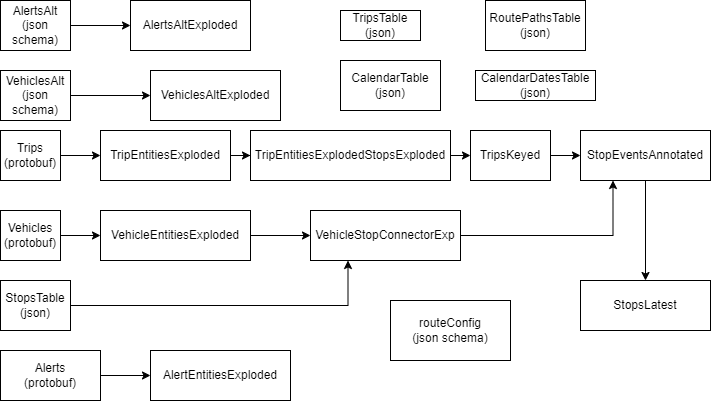 AlertsAlt
(json
schema)
AlertsAltExploded
TripsTable
(json)
RoutePathsTable
(json)
VehiclesAlt
(json
schema)
VehiclesAltExploded
CalendarTable
(json)
CalendarDatesTable
(json)
Trips
(protobuf)
TripEntitiesExploded
TripEntitiesExplodedStopsExploded
TripsKeyed
StopEventsAnnotated
Vehicles
(protobuf)
VehicleEntitiesExploded
VehicleStopConnectorExp
StopsTable
(json)
StopsLatest
routeConfig
(json schema)
Alerts
(protobuf)
AlertEntitiesExploded